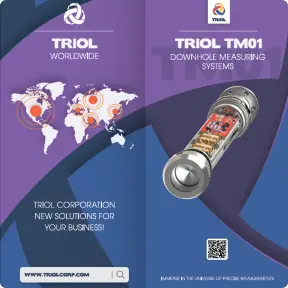 TRIOL
WORLDWIDE
TRIOL CORPORATION
NEW SOLUTIONS FOR
YOUR BUSINESS!
WWW.TRIOLCORP.COM
TRIOL
TRIOL TM01
DOWNHOLE MEASURING
SYSTEMS
TM01
IMMERSE IN THE UNIVERSE OF PRECISE MEASUREMENTS